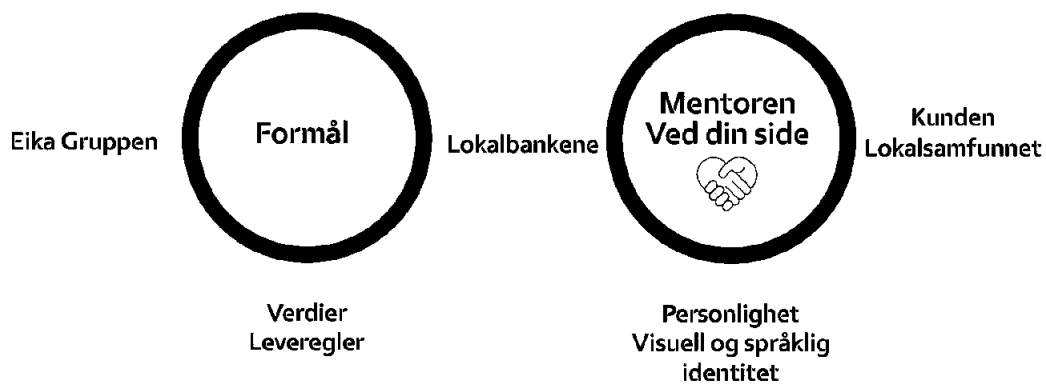 Eika Gruppen
Formål
Verdier
Leveregler
Lokalbankene
Mentoren
Ved din side
Personlighet
Visuell og språklig
identitet
Kunden
Lokalsamfunnet